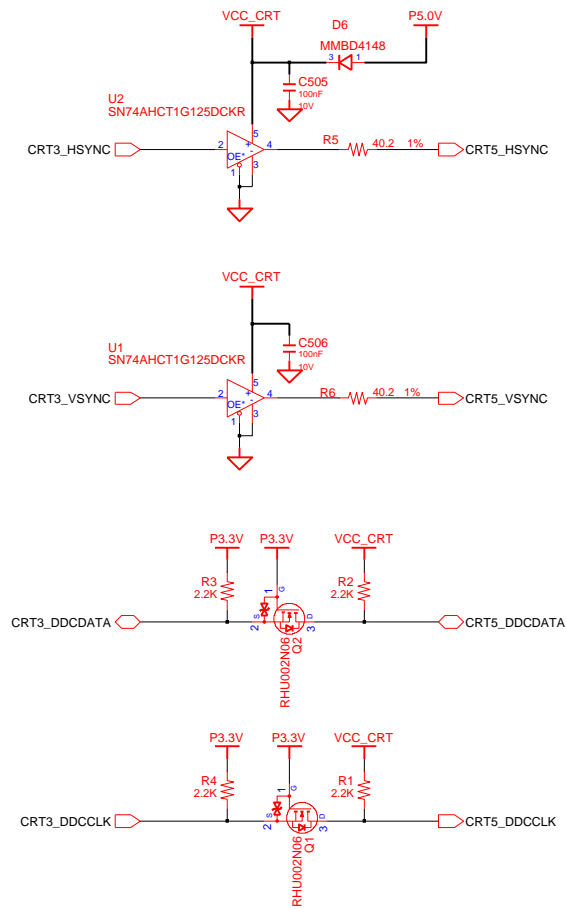 VCC_CRT
D6
P5.0V
MMBD4148
3
1
C505
100nF
10V
U2
SN74AHCT1G125DCKR
5
CRT3_HSYNC
2
+
-
4
R5
40.2
1%
CRT5_HSYNC
OE*
3
1
VCC_CRT
C506
100nF
10V
U1
SN74AHCT1G125DCKR
5
CRT3_VSYNC
2
+
-
4
R6
40.2
1%
CRT5_VSYNC
OE*
3
1
P3.3V
P3.3V
VCC_CRT
R3
2.2K
1
G
R2
2.2K
CRT3_DDCDATA
2
S
3
D
CRT5_DDCDATA
RHU002N06
Q2
P3.3V
P3.3V
VCC_CRT
R4
2.2K
1
G
R1
2.2K
CRT3_DDCCLK
2
S
3
D
CRT5_DDCCLK
RHU002N06
Q1